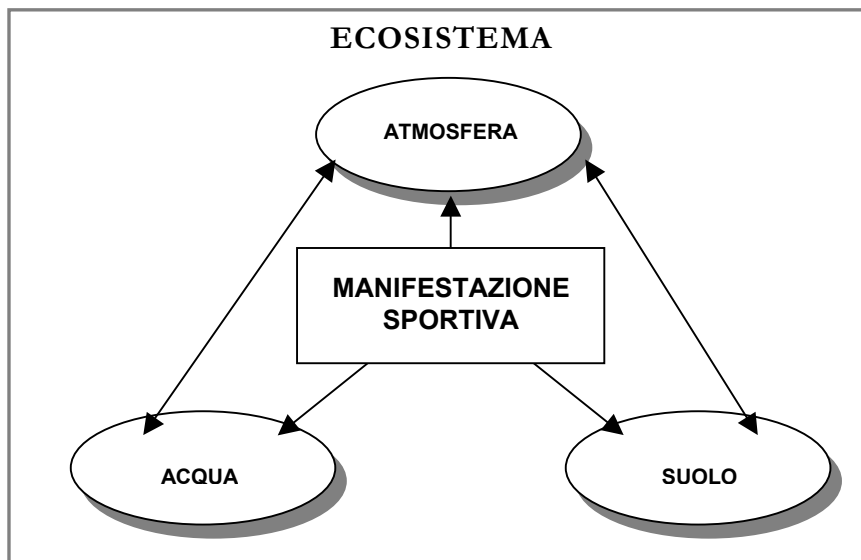 ECOSISTEMA
ATMOSFERA
MANIFESTAZIONE
SPORTIVA
ACQUA
SUOLO